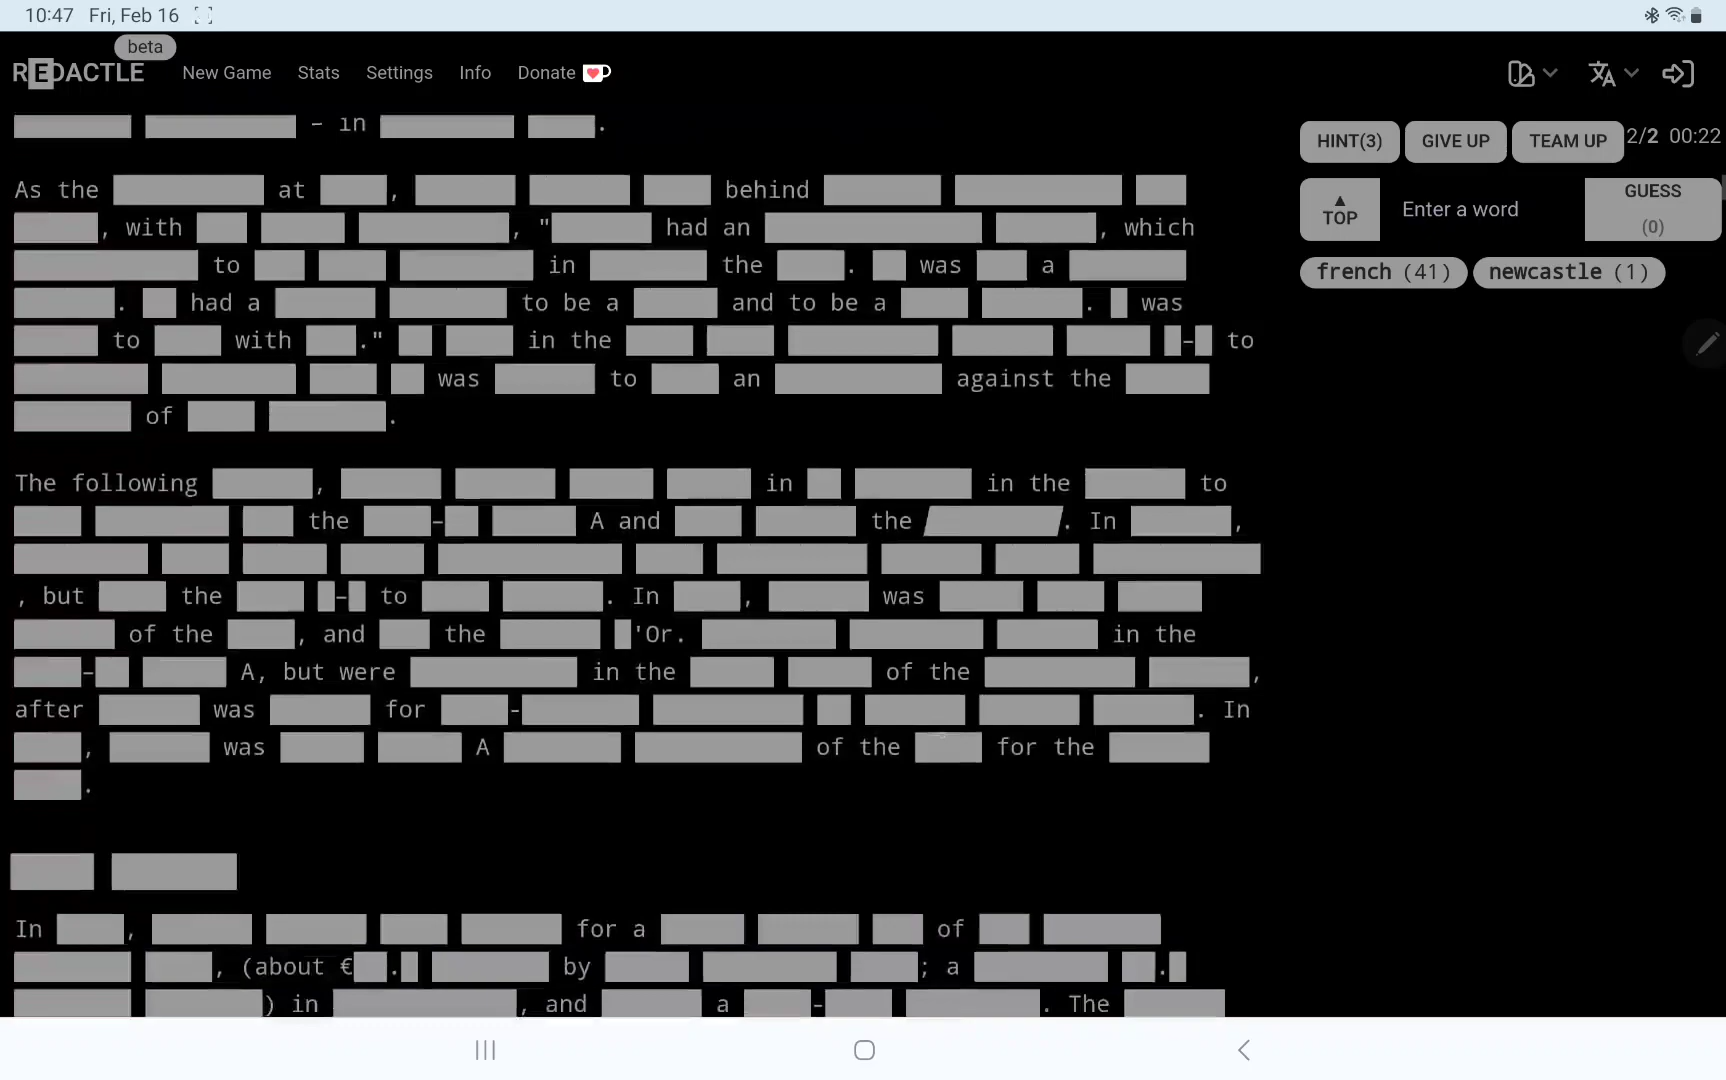 10:47 Fri, Feb 16
beta
REDACTLE New Game Stats Settings Info Donate
– in .
HINT(3) GIVE UP TEAM UP 2/2 00:22
▲ TOP Enter a word GUESS (0)
french (41) newcastle (1)
As the at , behind
, with , " had an , which
to in the . was a
. had a to be a and to be a . was
to with ." in the - to
was to an against the
of .
The following , in in the to
the - A and the . In ,
, but the - to . In , was
of the , and the 'Or. in the
- A, but were in the of the ,
after was for - . In
, was A of the for the
.
In , for a of
, (about € . by ; a .
) in , and a - . The